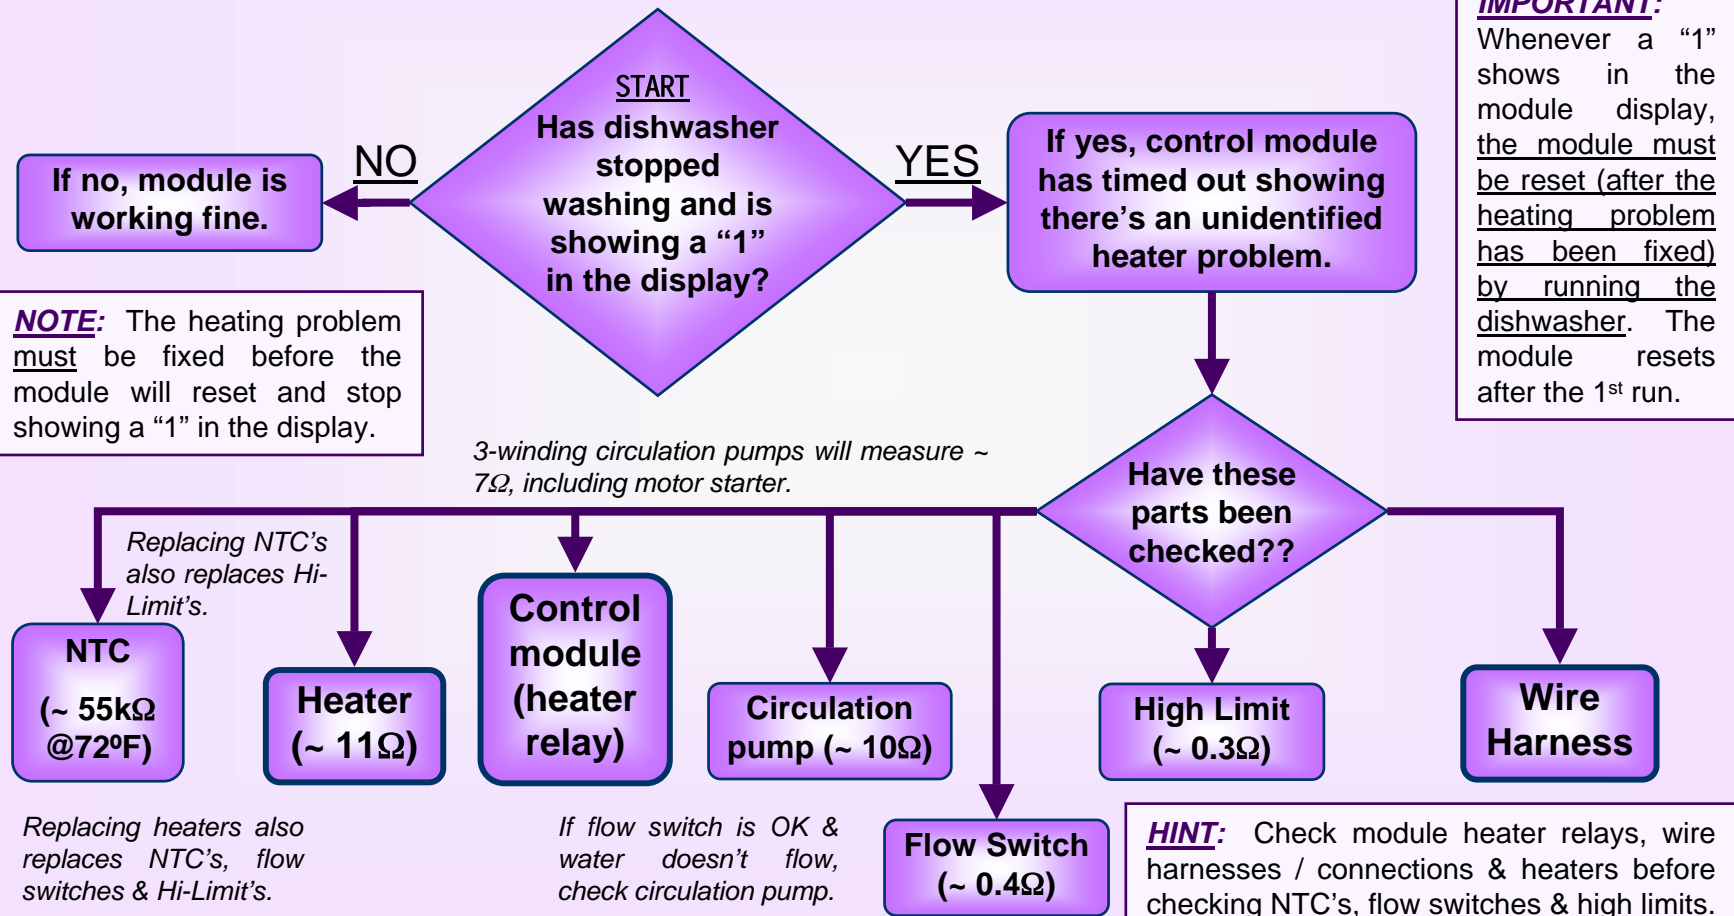 START
Has dishwasher
stopped
washing and is
showing a “1”
in the display?
NO
If no, module is
working fine.
YES
If yes, control module
has timed out showing
there’s an unidentified
heater problem.
IMPORTANT:
Whenever a “1”
shows in the
module display,
the module must
be reset (after the
heating problem
has been fixed)
by running the
dishwasher. The
module resets
after the 1st run.
NOTE: The heating problem
must be fixed before the
module will reset and stop
showing a “1” in the display.
3-winding circulation pumps will measure ~
7Ω, including motor starter.
Have these
parts been
checked??
Replacing NTC’s
also replaces Hi-
Limit’s.
NTC
(~ 55kΩ
@72ºF)
Heater
(~ 11Ω)
Control
module
(heater
relay)
Circulation
pump (~ 10Ω)
High Limit
(~ 0.3Ω)
Wire
Harness
Replacing heaters also
replaces NTC’s, flow
switches & Hi-Limit’s.
If flow switch is OK &
water doesn’t flow,
check circulation pump.
Flow Switch
(~ 0.4Ω)
HINT: Check module heater relays, wire
harnesses / connections & heaters before
checking NTC’s, flow switches & high limits.